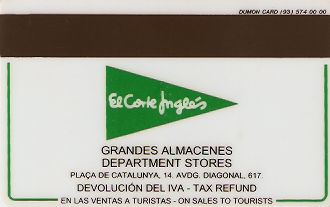 DUMON CARD (93) 574 00 00
El Corte Inglés
GRANDES ALMACENES
DEPARTMENT STORES
PLAÇA DE CATALUNYA, 14. AVDG. DIAGONAL, 617.
DEVOLUCIÓN DEL IVA - TAX REFUND
EN LAS VENTAS A TURISTAS - ON SALES TO TOURISTS